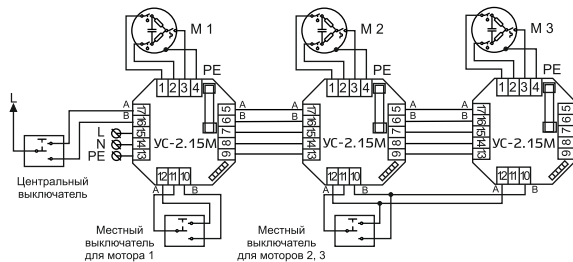 М 1
М 2
М 3
PE
PE
PE
1 2 3 4
1 2 3 4
1 2 3 4
L
A
B
L
N
PE
17
16
15
14
13
УС-2.15М
5
6
7
8
9
A
B
17
16
15
14
13
УС-2.15М
5
6
7
8
9
A
B
17
16
15
14
13
УС-2.15М
5
6
7
8
9
12 11 10
A
B
12 11 10
A
B
12 11 10
A
B
Центральный
выключатель
Местный
выключатель
для мотора 1
Местный
выключатель
для моторов 2, 3